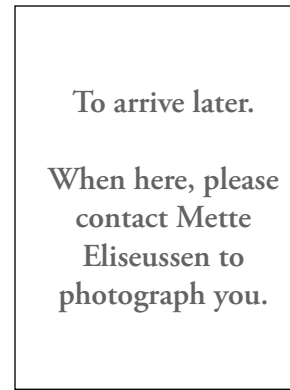 To arrive later.
When here, please
contact Mette
Eliseussen to
photograph you.